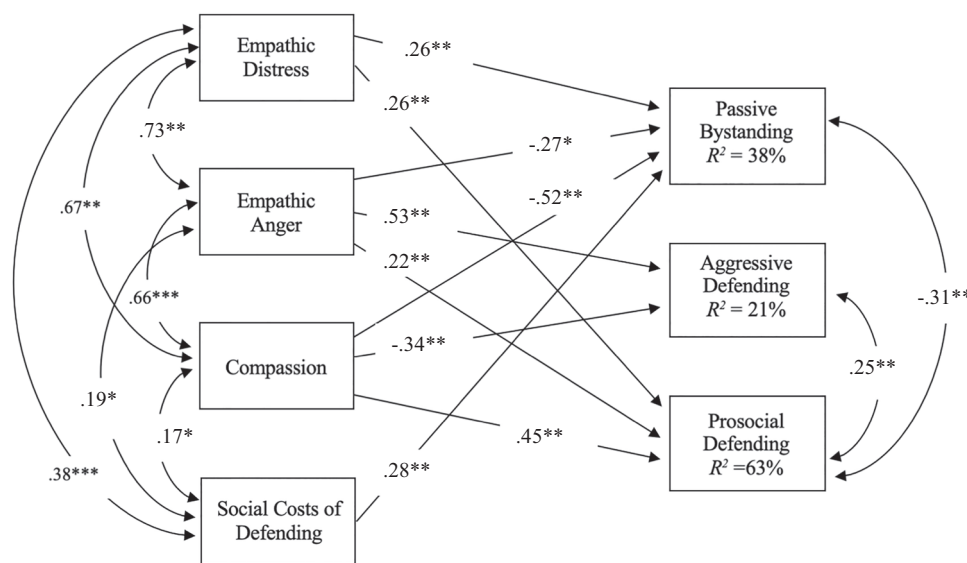 Empathic
Distress
.26**
.26**
Passive
Bystanding
R² = 38%
.73**
-.27*
Empathic
Anger
-.52**
.67**
.53**
.22**
Aggressive
Defending
R² = 21%
-.31**
.66***
Compassion
-.34**
.25**
.19*
.17*
.45**
Prosocial
Defending
R² =63%
.38***
.28**
Social Costs of
Defending